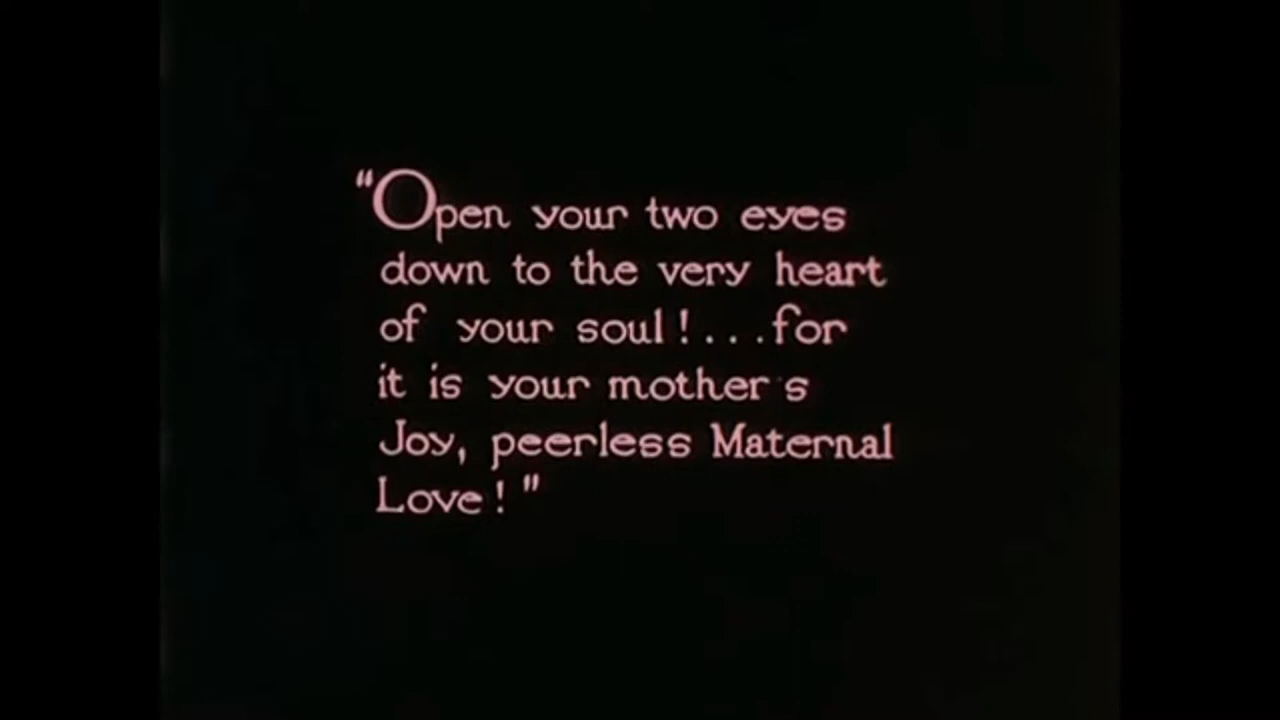 "Open your two eyes
down to the very heart
of your soul!...for
it is your mother's
Joy, peerless Maternal
Love!"